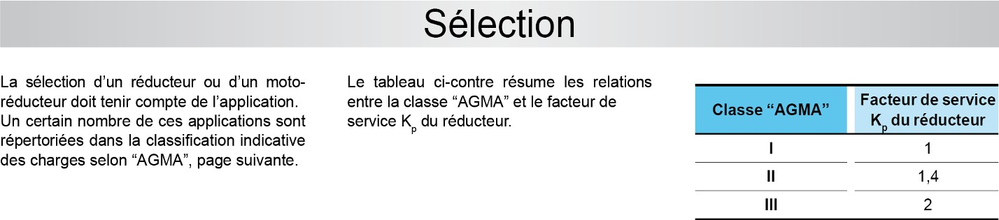 Sélection
La sélection d’un réducteur ou d’un moto-
réducteur doit tenir compte de l’application.
Un certain nombre de ces applications sont
répertoriées dans la classification indicative
des charges selon “AGMA”, page suivante.
Le tableau ci-contre résume les relations
entre la classe “AGMA” et le facteur de
service Kp du réducteur.
Classe “AGMA”
Facteur de service
Kp du réducteur
I 1
II 1,4
III 2